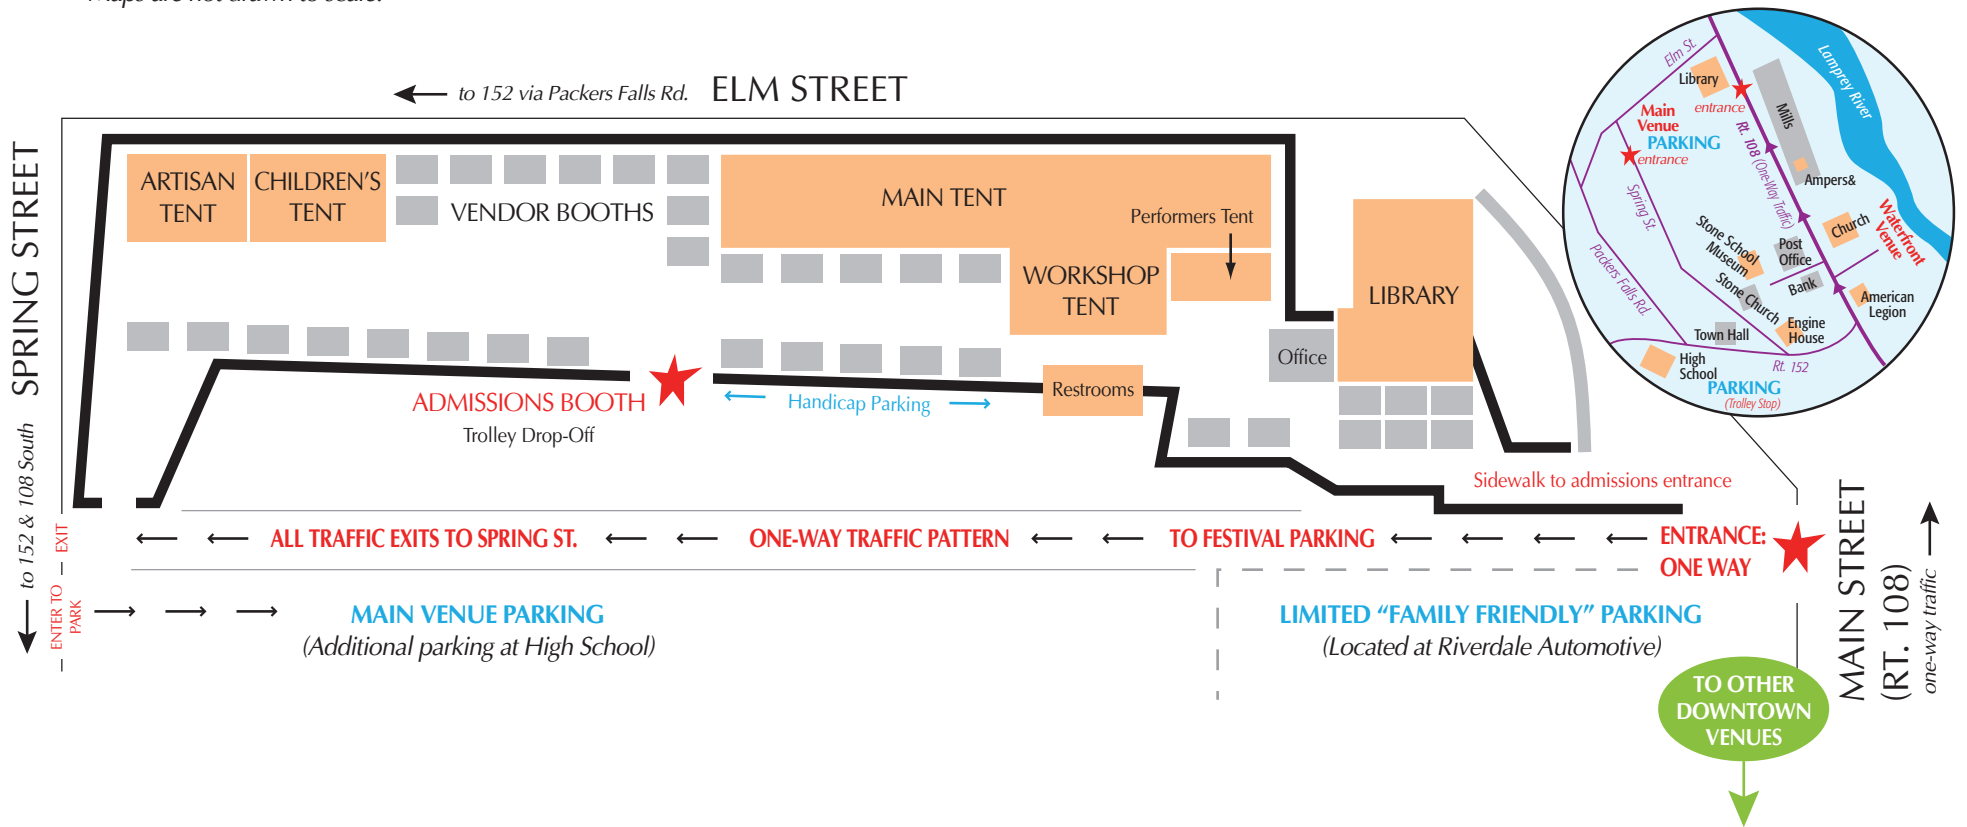 Maps are not drawn to scale.
to 152 via Packers Falls Rd. ELM STREET
SPRING STREET
to 152 & 108 South
ARTISAN
TENT
CHILDREN'S
TENT
VENDOR BOOTHS
MAIN TENT
Performers Tent
WORKSHOP
TENT
LIBRARY
Office
Restrooms
ADMISSIONS BOOTH
Trolley Drop-Off
Handicap Parking
Sidewalk to admissions entrance
EXIT
ENTER TO
PARK
ALL TRAFFIC EXITS TO SPRING ST.
ONE-WAY TRAFFIC PATTERN
TO FESTIVAL PARKING
ENTRANCE:
ONE WAY
MAIN VENUE PARKING
(Additional parking at High School)
LIMITED “FAMILY FRIENDLY” PARKING
(Located at Riverdale Automotive)
MAIN STREET
(RT. 108)
one-way traffic
TO OTHER
DOWNTOWN
VENUES
Elm St.
Library
entrance
Main
Venue
PARKING
entrance
Lamprey River
Mills
Rt. 108 (One-Way Traffic)
Ampers&
Spring St.
Packers Falls Rd.
Church
Waterfront
Venue
Stone School
Museum
Post
Office
Stone Church
Bank
American
Legion
Engine
House
Town Hall
Rt. 152
High
School
PARKING
(Trolley Stop)